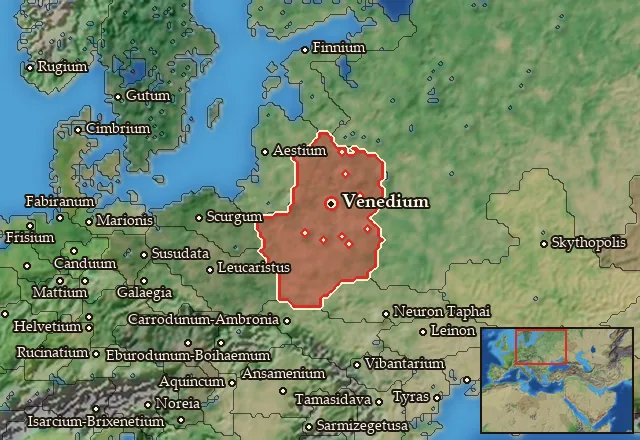 Finnium
Rugium
Gutum
Cimbrium
Aestium
Venedium
Fabiranum
Marionis
Scurgum
Frisium
Skythopolis
Canduum
Susudata
Leucaristus
Mattium
Galaegia
Neuron Taphai
Carrodunum-Ambronia
Helvetium
Leinon
Rucinatium
Eburodunum-Boihaemum
Vibantarium
Ansamenium
Aquincum
Tamasidava
Tyras
Noreia
Isarcium-Brixenetium
Sarmizegetusa